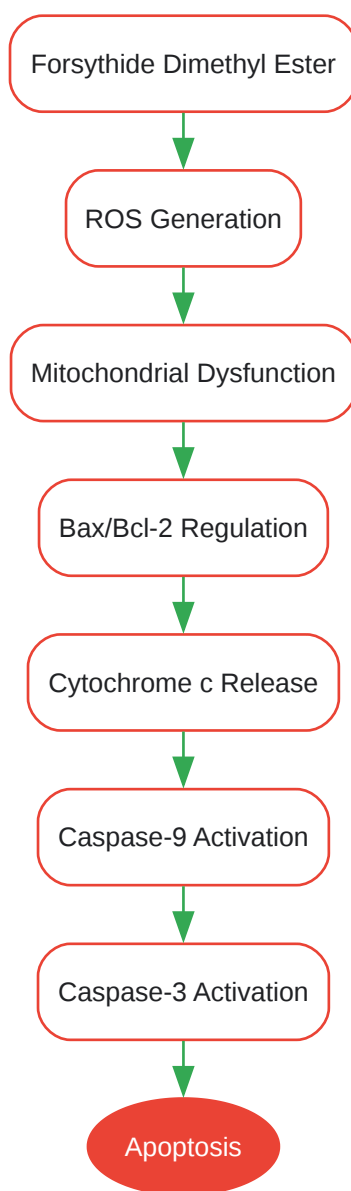 Forsythide Dimethyl Ester
ROS Generation
Mitochondrial Dysfunction
Bax/Bcl-2 Regulation
Cytochrome c Release
Caspase-9 Activation
Caspase-3 Activation
Apoptosis